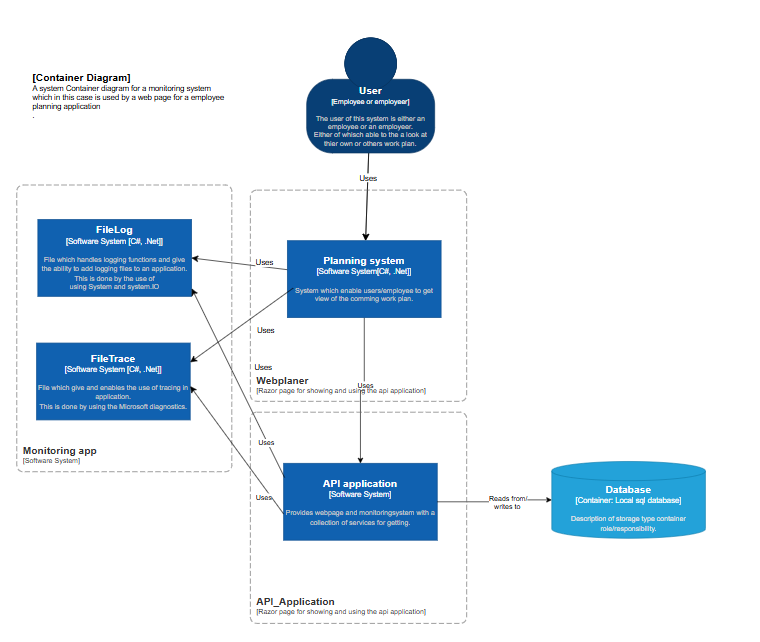 [Container Diagram]
A system Container diagram for a monitoring system
which in this case is used by a web page for a employee
planning application
.
User
[Employee or employeer]
The user of this system is either an
employee or an employeer.
Either of whisch able to the a look at
thier own or others work plan.
Uses
FileLog
[Software System [C#, .Net]]
File which handles logging functions and give
the ability to add logging files to an application.
This is done by the use of
using System and system.IO
Uses
Planning system
[Software System[C#, .Net]]
System which enable users/employee to get
view of the comming work plan.
Uses
FileTrace
[Software System [C#, .Net]]
File which give and enables the use of tracing in
application.
This is done by using the Microsoft diagnostics.
Uses
Webplaner
Uses
[Razor page for showing and using the api application]
Monitoring app
[Software System]
Uses
Uses
API application
[Software System]
Provides webpage and monitoringsystem with a
collection of services for getting.
Reads from/
writes to
Database
[Container: Local sql database]
Description of storage type container
role/responsibility.
API_Application
[Razor page for showing and using the api application]